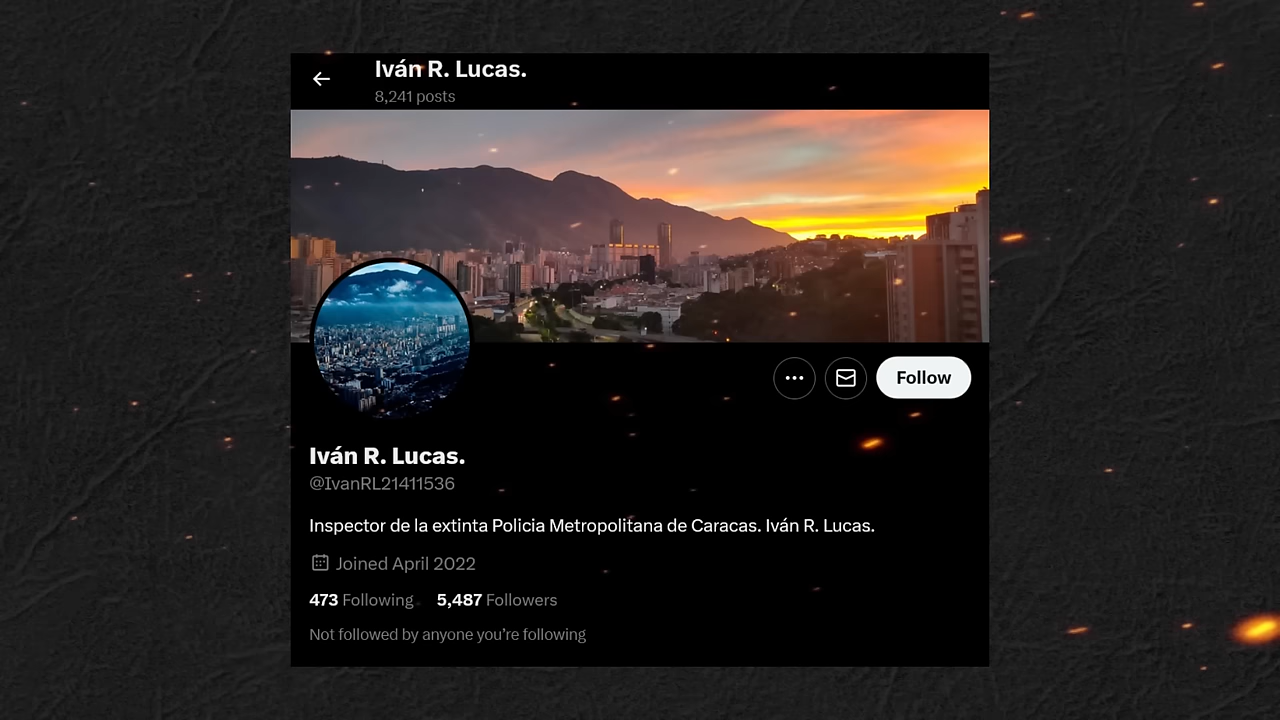 Iván R. Lucas.
8,241 posts
Follow
Iván R. Lucas.
@IvanRL21411536
Inspector de la extinta Policia Metropolitana de Caracas. Iván R. Lucas.
Joined April 2022
473 Following 5,487 Followers
Not followed by anyone you’re following